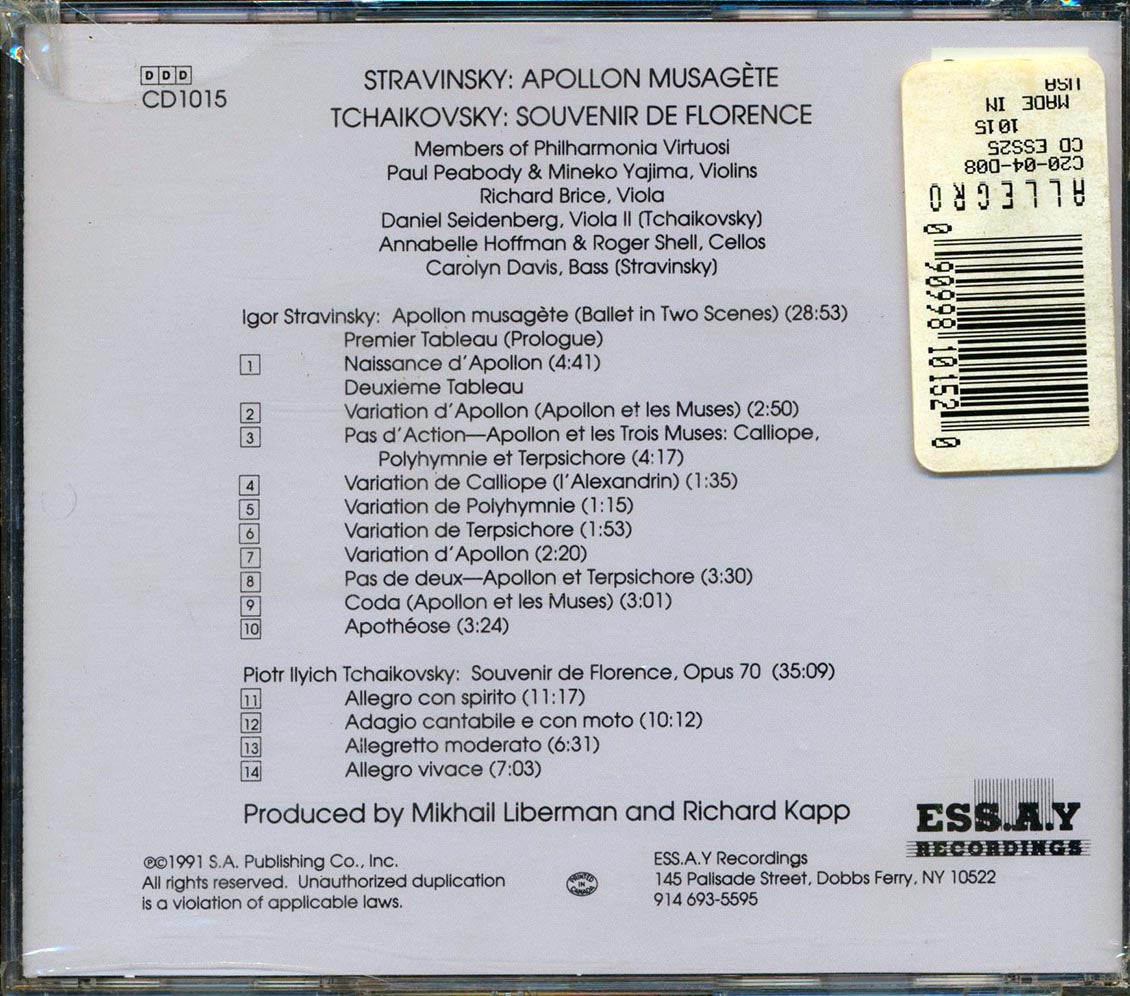 DDD
CD1015
STRAVINSKY: APOLLON MUSAGÈTE
TCHAIKOVSKY: SOUVENIR DE FLORENCE
Members of Philharmonia Virtuosi
Paul Peabody & Mineko Yajima, Violins
Richard Brice, Viola
Daniel Seidenberg, Viola II (Tchaikovsky)
Annabelle Hoffman & Roger Shell, Cellos
Carolyn Davis, Bass (Stravinsky)
ALLEGRO
C20-04-D08
CD ESS25
1015
MADE IN
USA
0 90998 10152 0
Igor Stravinsky: Apollon musagète (Ballet in Two Scenes) (28:53)
Premier Tableau (Prologue)
1 Naissance d'Apollon (4:41)
Deuxième Tableau
2 Variation d'Apollon (Apollon et les Muses) (2:50)
3 Pas d'Action—Apollon et les Trois Muses: Calliope,
Polyhymnie et Terpsichore (4:17)
4 Variation de Calliope (l'Alexandrin) (1:35)
5 Variation de Polyhymnie (1:15)
6 Variation de Terpsichore (1:53)
7 Variation d'Apollon (2:20)
8 Pas de deux—Apollon et Terpsichore (3:30)
9 Coda (Apollon et les Muses) (3:01)
10 Apothéose (3:24)
Piotr Ilyich Tchaikovsky: Souvenir de Florence, Opus 70 (35:09)
11 Allegro con spirito (11:17)
12 Adagio cantabile e con moto (10:12)
13 Allegretto moderato (6:31)
14 Allegro vivace (7:03)
Produced by Mikhail Liberman and Richard Kapp
ESS.A.Y
RECORDINGS
℗©1991 S.A. Publishing Co., Inc.
All rights reserved. Unauthorized duplication
is a violation of applicable laws.
PRINTED
IN
CANADA
ESS.A.Y Recordings
145 Palisade Street, Dobbs Ferry, NY 10522
914 693-5595